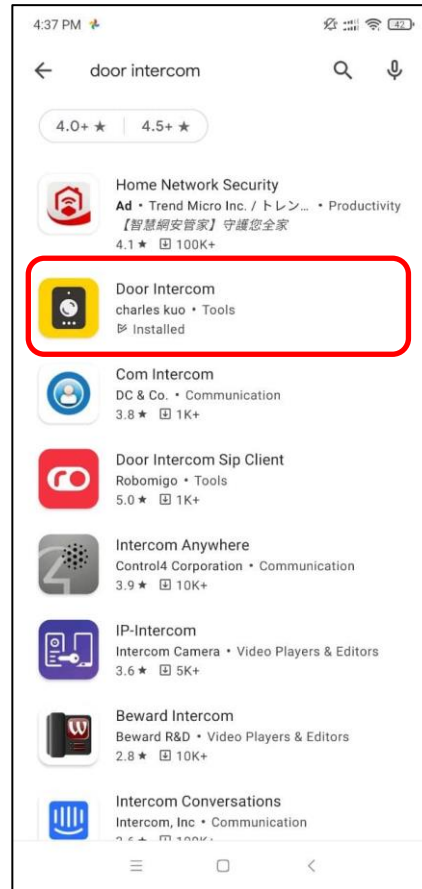 4:37 PM 42
door intercom
4.0+ ★ 4.5+ ★
Home Network Security
Ad • Trend Micro Inc. / トレン... • Productivity
【智慧網安管家】守護您全家
4.1 ★ 100K+
Door Intercom
charles kuo • Tools
Installed
Com Intercom
DC & Co. • Communication
3.8 ★ 1K+
Door Intercom Sip Client
Robomigo • Tools
5.0 ★ 1K+
Intercom Anywhere
Control4 Corporation • Communication
3.9 ★ 10K+
IP-Intercom
Intercom Camera • Video Players & Editors
3.6 ★ 5K+
Beward Intercom
Beward R&D • Video Players & Editors
2.8 ★ 10K+
Intercom Conversations
Intercom, Inc • Communication